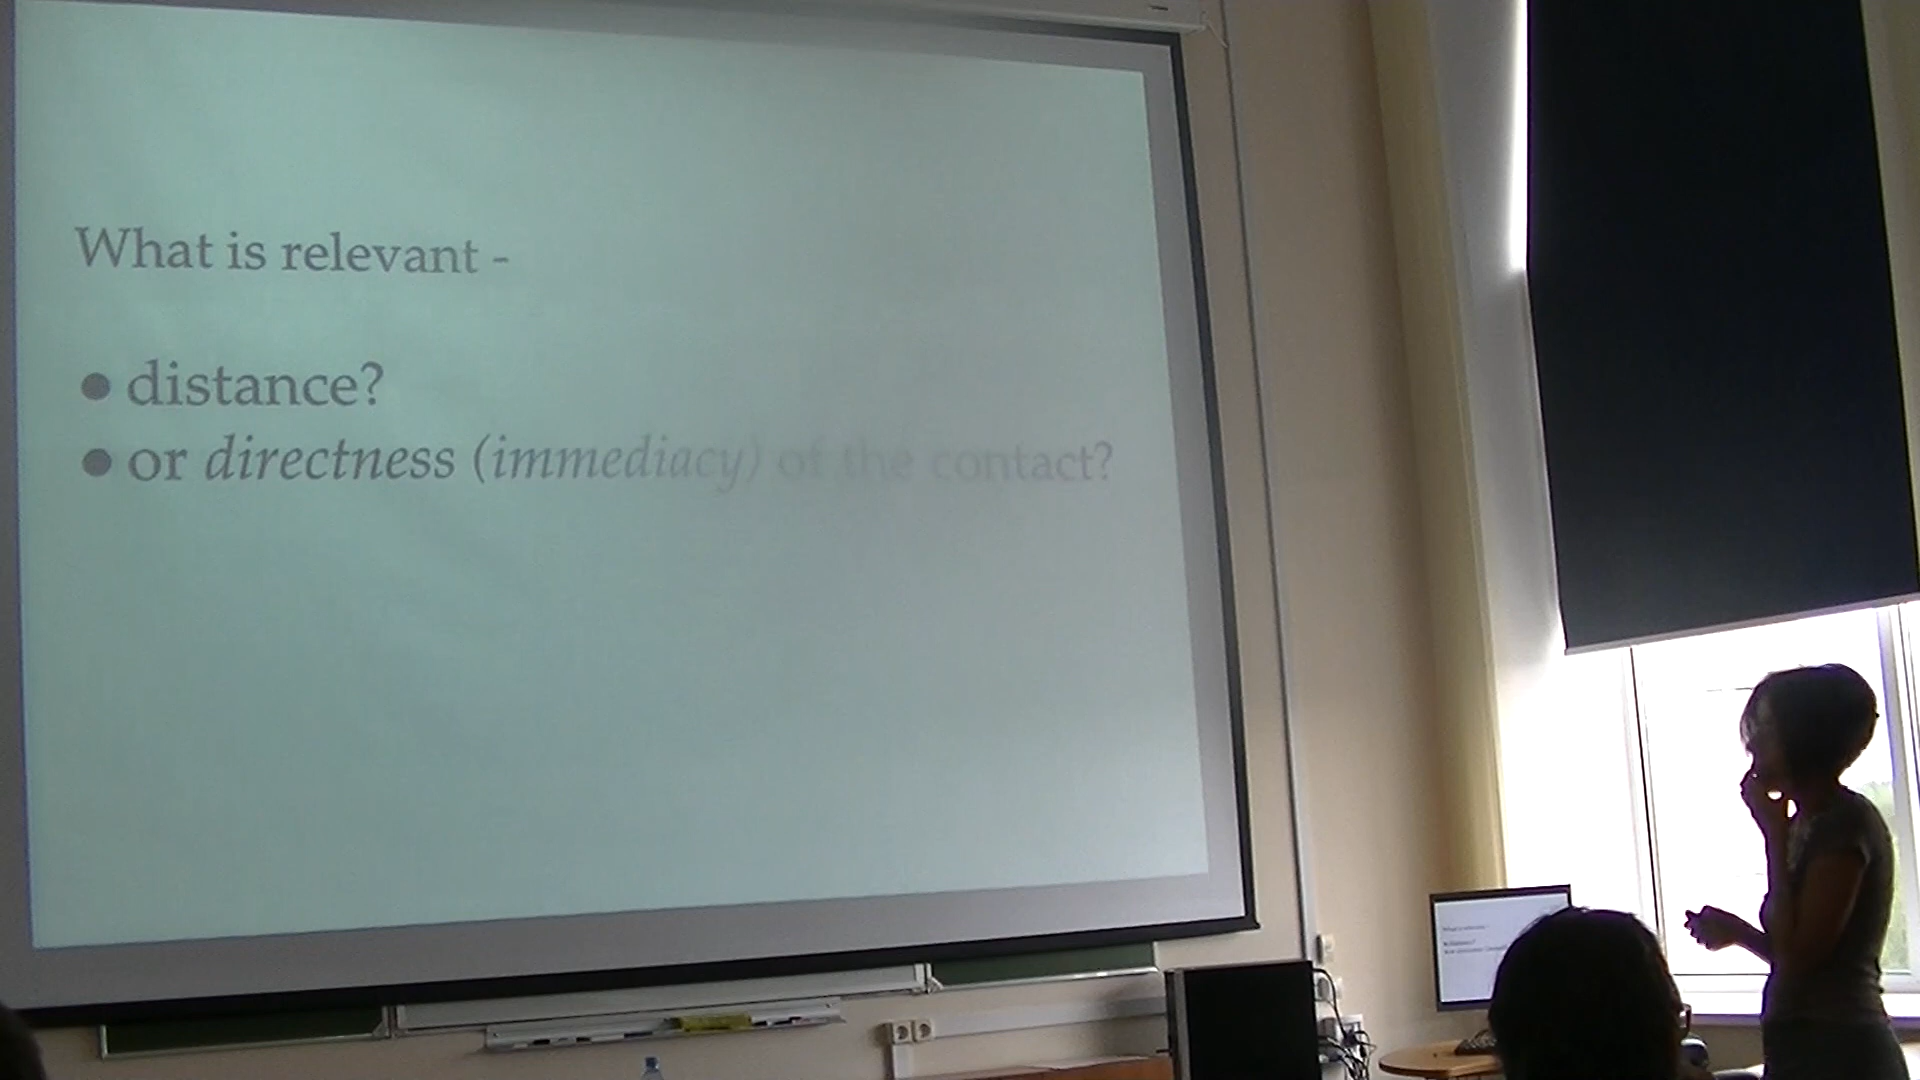 What is relevant -
● distance?
● or directness (immediacy) of the contact?